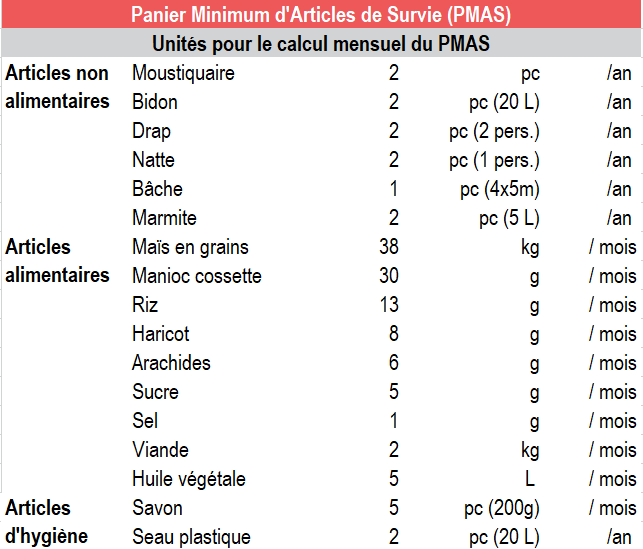 Panier Minimum d'Articles de Survie (PMAS)
Unités pour le calcul mensuel du PMAS
Articles non alimentaires Moustiquaire 2 pc /an
Bidon 2 pc (20 L) /an
Drap 2 pc (2 pers.) /an
Natte 2 pc (1 pers.) /an
Bâche 1 pc (4x5m) /an
Marmite 2 pc (5 L) /an
Articles alimentaires Maïs en grains 38 kg / mois
Manioc cossette 30 g / mois
Riz 13 g / mois
Haricot 8 g / mois
Arachides 6 g / mois
Sucre 5 g / mois
Sel 1 g / mois
Viande 2 kg / mois
Huile végétale 5 L / mois
Articles d'hygiène Savon 5 pc (200g) / mois
Seau plastique 2 pc (20 L) /an